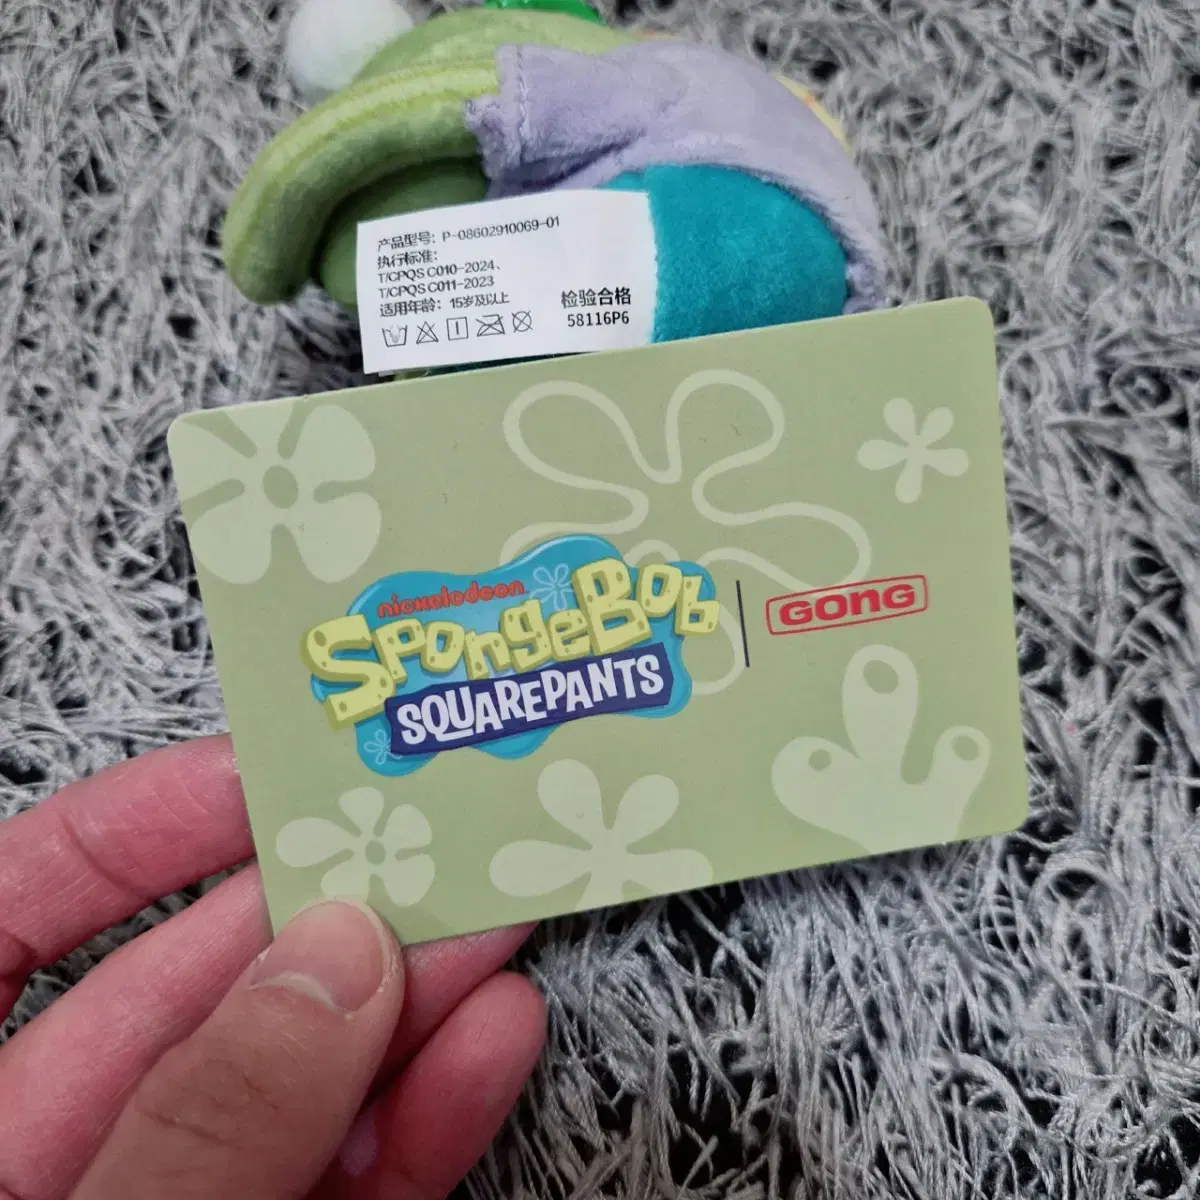 产品型号: P-08602910069-01
执行标准:
T/CPQS C010-2024、
T/CPQS C011-2023
适用年龄: 15岁及以上
检验合格
58116P6
nickelodeon
SPONGEBOB
SQUAREPANTS
GONG